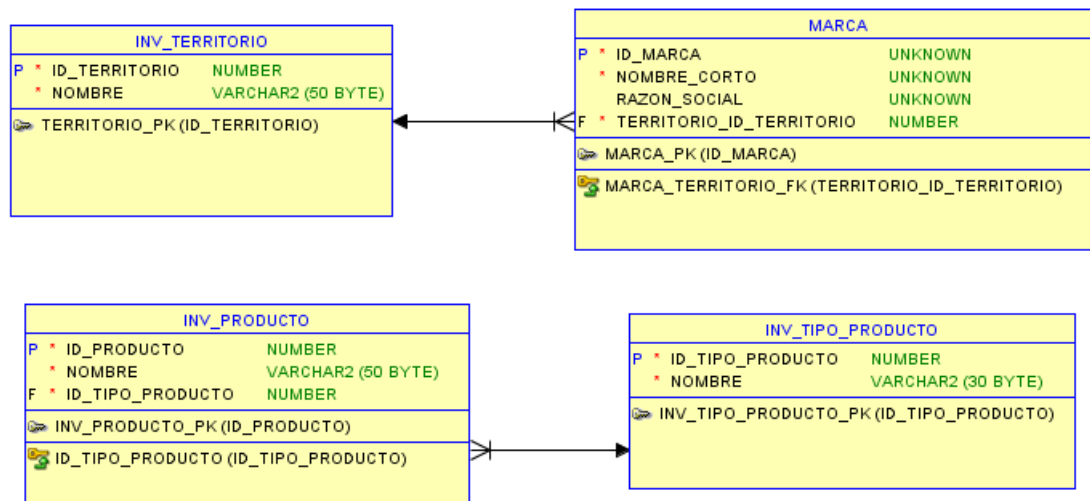 INV_TERRITORIO
P * ID_TERRITORIO NUMBER
* NOMBRE VARCHAR2 (50 BYTE)
TERRITORIO_PK (ID_TERRITORIO)
MARCA
P * ID_MARCA UNKNOWN
* NOMBRE_CORTO UNKNOWN
RAZON_SOCIAL UNKNOWN
F * TERRITORIO_ID_TERRITORIO NUMBER
MARCA_PK (ID_MARCA)
MARCA_TERRITORIO_FK (TERRITORIO_ID_TERRITORIO)
INV_PRODUCTO
P * ID_PRODUCTO NUMBER
* NOMBRE VARCHAR2 (50 BYTE)
F * ID_TIPO_PRODUCTO NUMBER
INV_PRODUCTO_PK (ID_PRODUCTO)
ID_TIPO_PRODUCTO (ID_TIPO_PRODUCTO)
INV_TIPO_PRODUCTO
P * ID_TIPO_PRODUCTO NUMBER
* NOMBRE VARCHAR2 (30 BYTE)
INV_TIPO_PRODUCTO_PK (ID_TIPO_PRODUCTO)